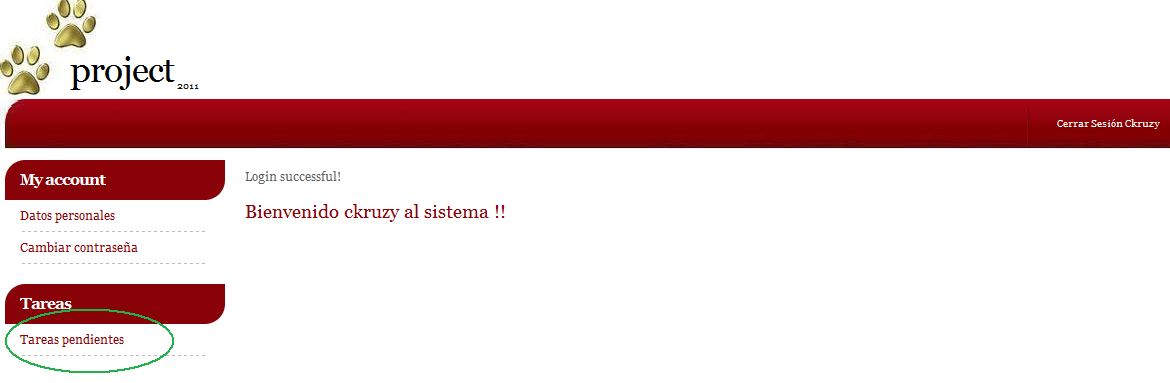 project 2011
Cerrar Sesión Ckruzy
My account
Datos personales
Cambiar contraseña
Tareas
Tareas pendientes
Login successful!
Bienvenido ckruzy al sistema !!